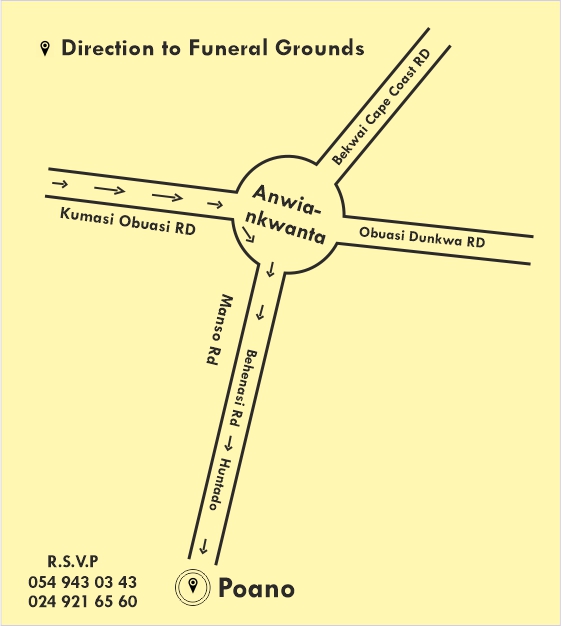 Direction to Funeral Grounds
Bekwai Cape Coast RD
Anwia-
nkwanta
Kumasi Obuasi RD
Obuasi Dunkwa RD
Manso Rd
Behenasi Rd
Huntado
R.S.V.P
054 943 03 43
024 921 65 60
Poano